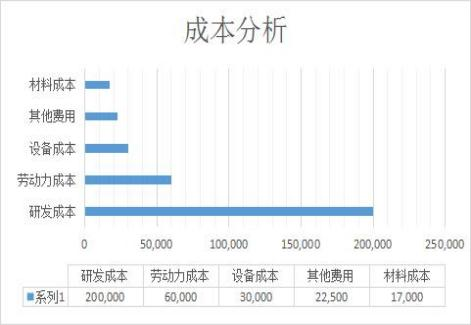 成本分析
材料成本
其他费用
设备成本
劳动力成本
研发成本
0 50,000 100,000 150,000 200,000 250,000
研发成本 劳动力成本 设备成本 其他费用 材料成本
系列1 200,000 60,000 30,000 22,500 17,000